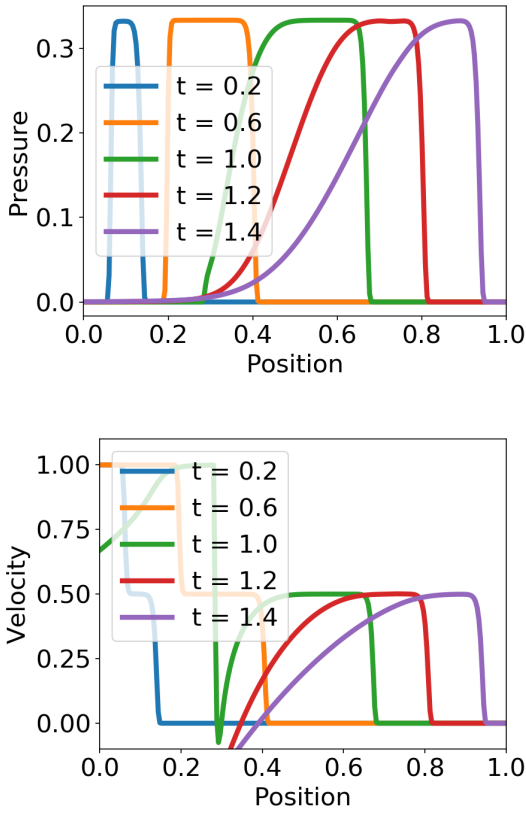 0.3
0.2
0.1
0.0
Pressure
t = 0.2
t = 0.6
t = 1.0
t = 1.2
t = 1.4
0.0 0.2 0.4 0.6 0.8 1.0
Position
1.00
0.75
0.50
0.25
0.00
Velocity
t = 0.2
t = 0.6
t = 1.0
t = 1.2
t = 1.4
0.0 0.2 0.4 0.6 0.8 1.0
Position